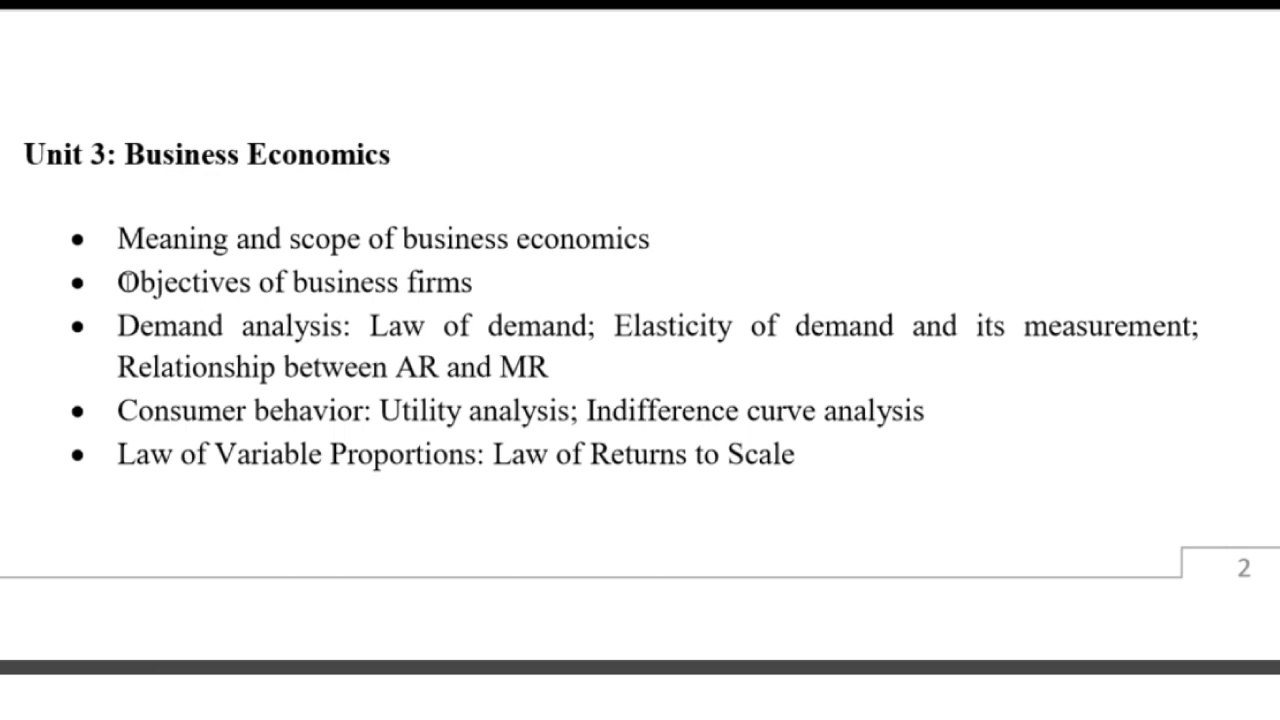 Unit 3: Business Economics
• Meaning and scope of business economics
• Objectives of business firms
• Demand analysis: Law of demand; Elasticity of demand and its measurement;
Relationship between AR and MR
• Consumer behavior: Utility analysis; Indifference curve analysis
• Law of Variable Proportions: Law of Returns to Scale
2